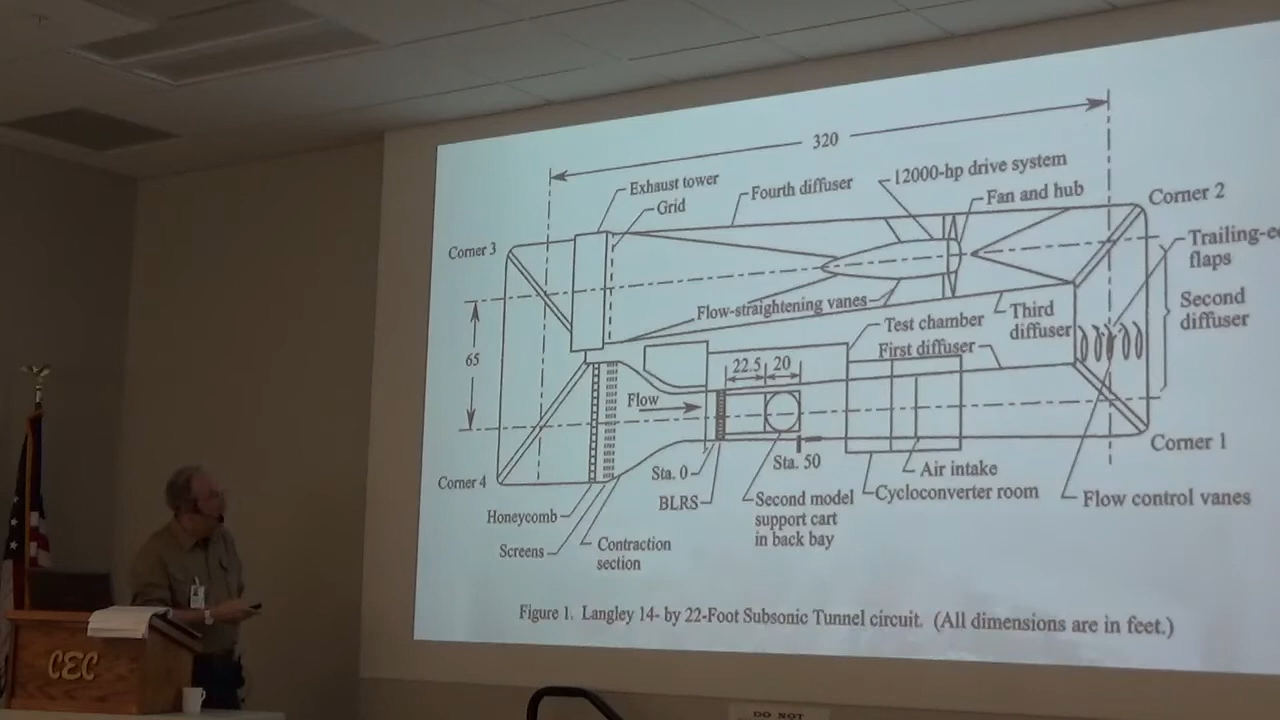 320
Exhaust tower
Grid
Fourth diffuser
12000-hp drive system
Fan and hub
Corner 2
Corner 3
Trailing-e
flaps
Flow-straightening vanes
Third
diffuser
Second
diffuser
65
Test chamber
First diffuser
22.5
20
Flow
Corner 4
Sta. 0
Sta. 50
Corner 1
BLRS
Air intake
Cycloconverter room
Flow control vanes
Honeycomb
Second model
support cart
in back bay
Screens
Contraction
section
Figure 1. Langley 14- by 22-Foot Subsonic Tunnel circuit. (All dimensions are in feet.)
CEC
DO NOT